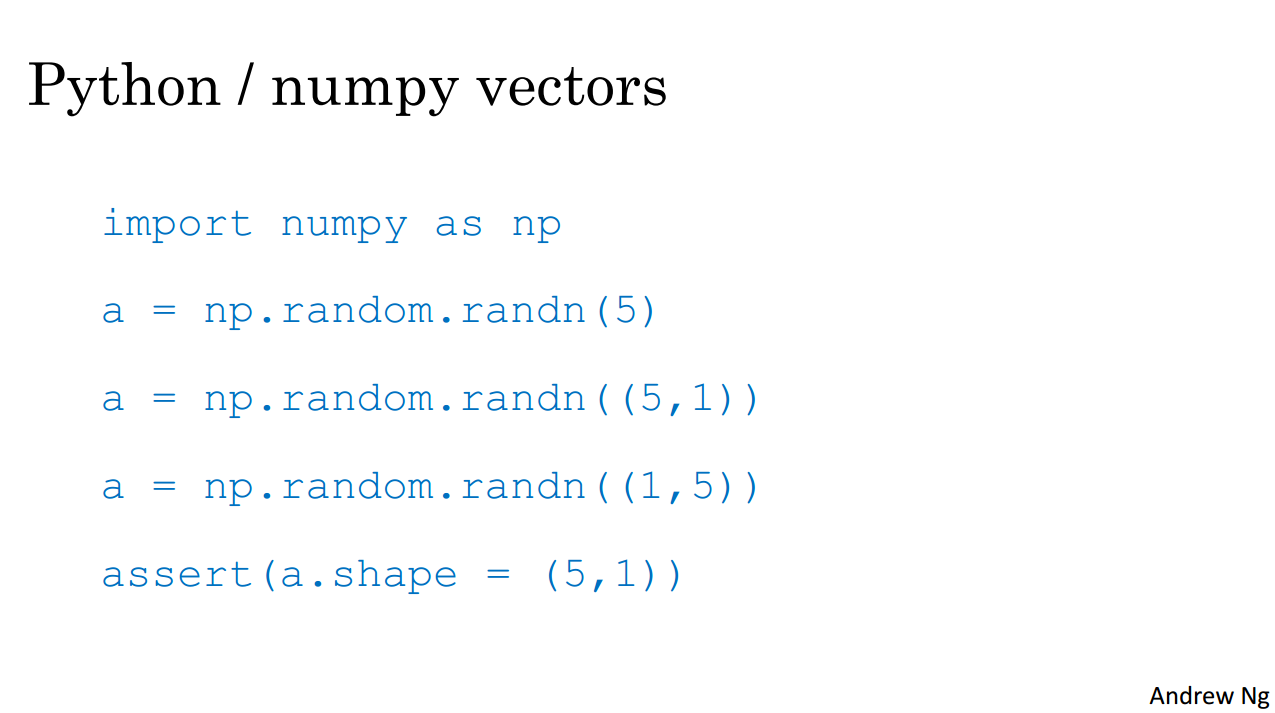 Python / numpy vectors
import numpy as np
a = np.random.randn(5)
a = np.random.randn((5,1))
a = np.random.randn((1,5))
assert(a.shape = (5,1))
Andrew Ng